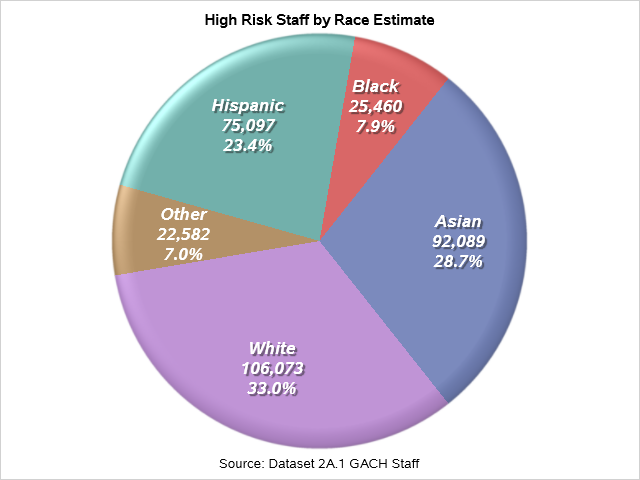 High Risk Staff by Race Estimate
Black
25,460
7.9%
Hispanic
75,097
23.4%
Asian
92,089
28.7%
Other
22,582
7.0%
White
106,073
33.0%
Source: Dataset 2A.1 GACH Staff